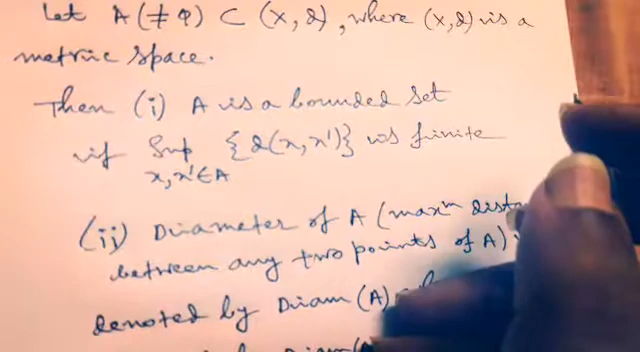 Let A(≠φ) ⊂ (X,d), where (X,d) is a
metric space.
Then (i) A is a bounded set
if Sup {d(x,x')} is finite
x,x'∈A
(ii) Diameter of A (maxm
between any two points of A)
denoted by Diam (A)